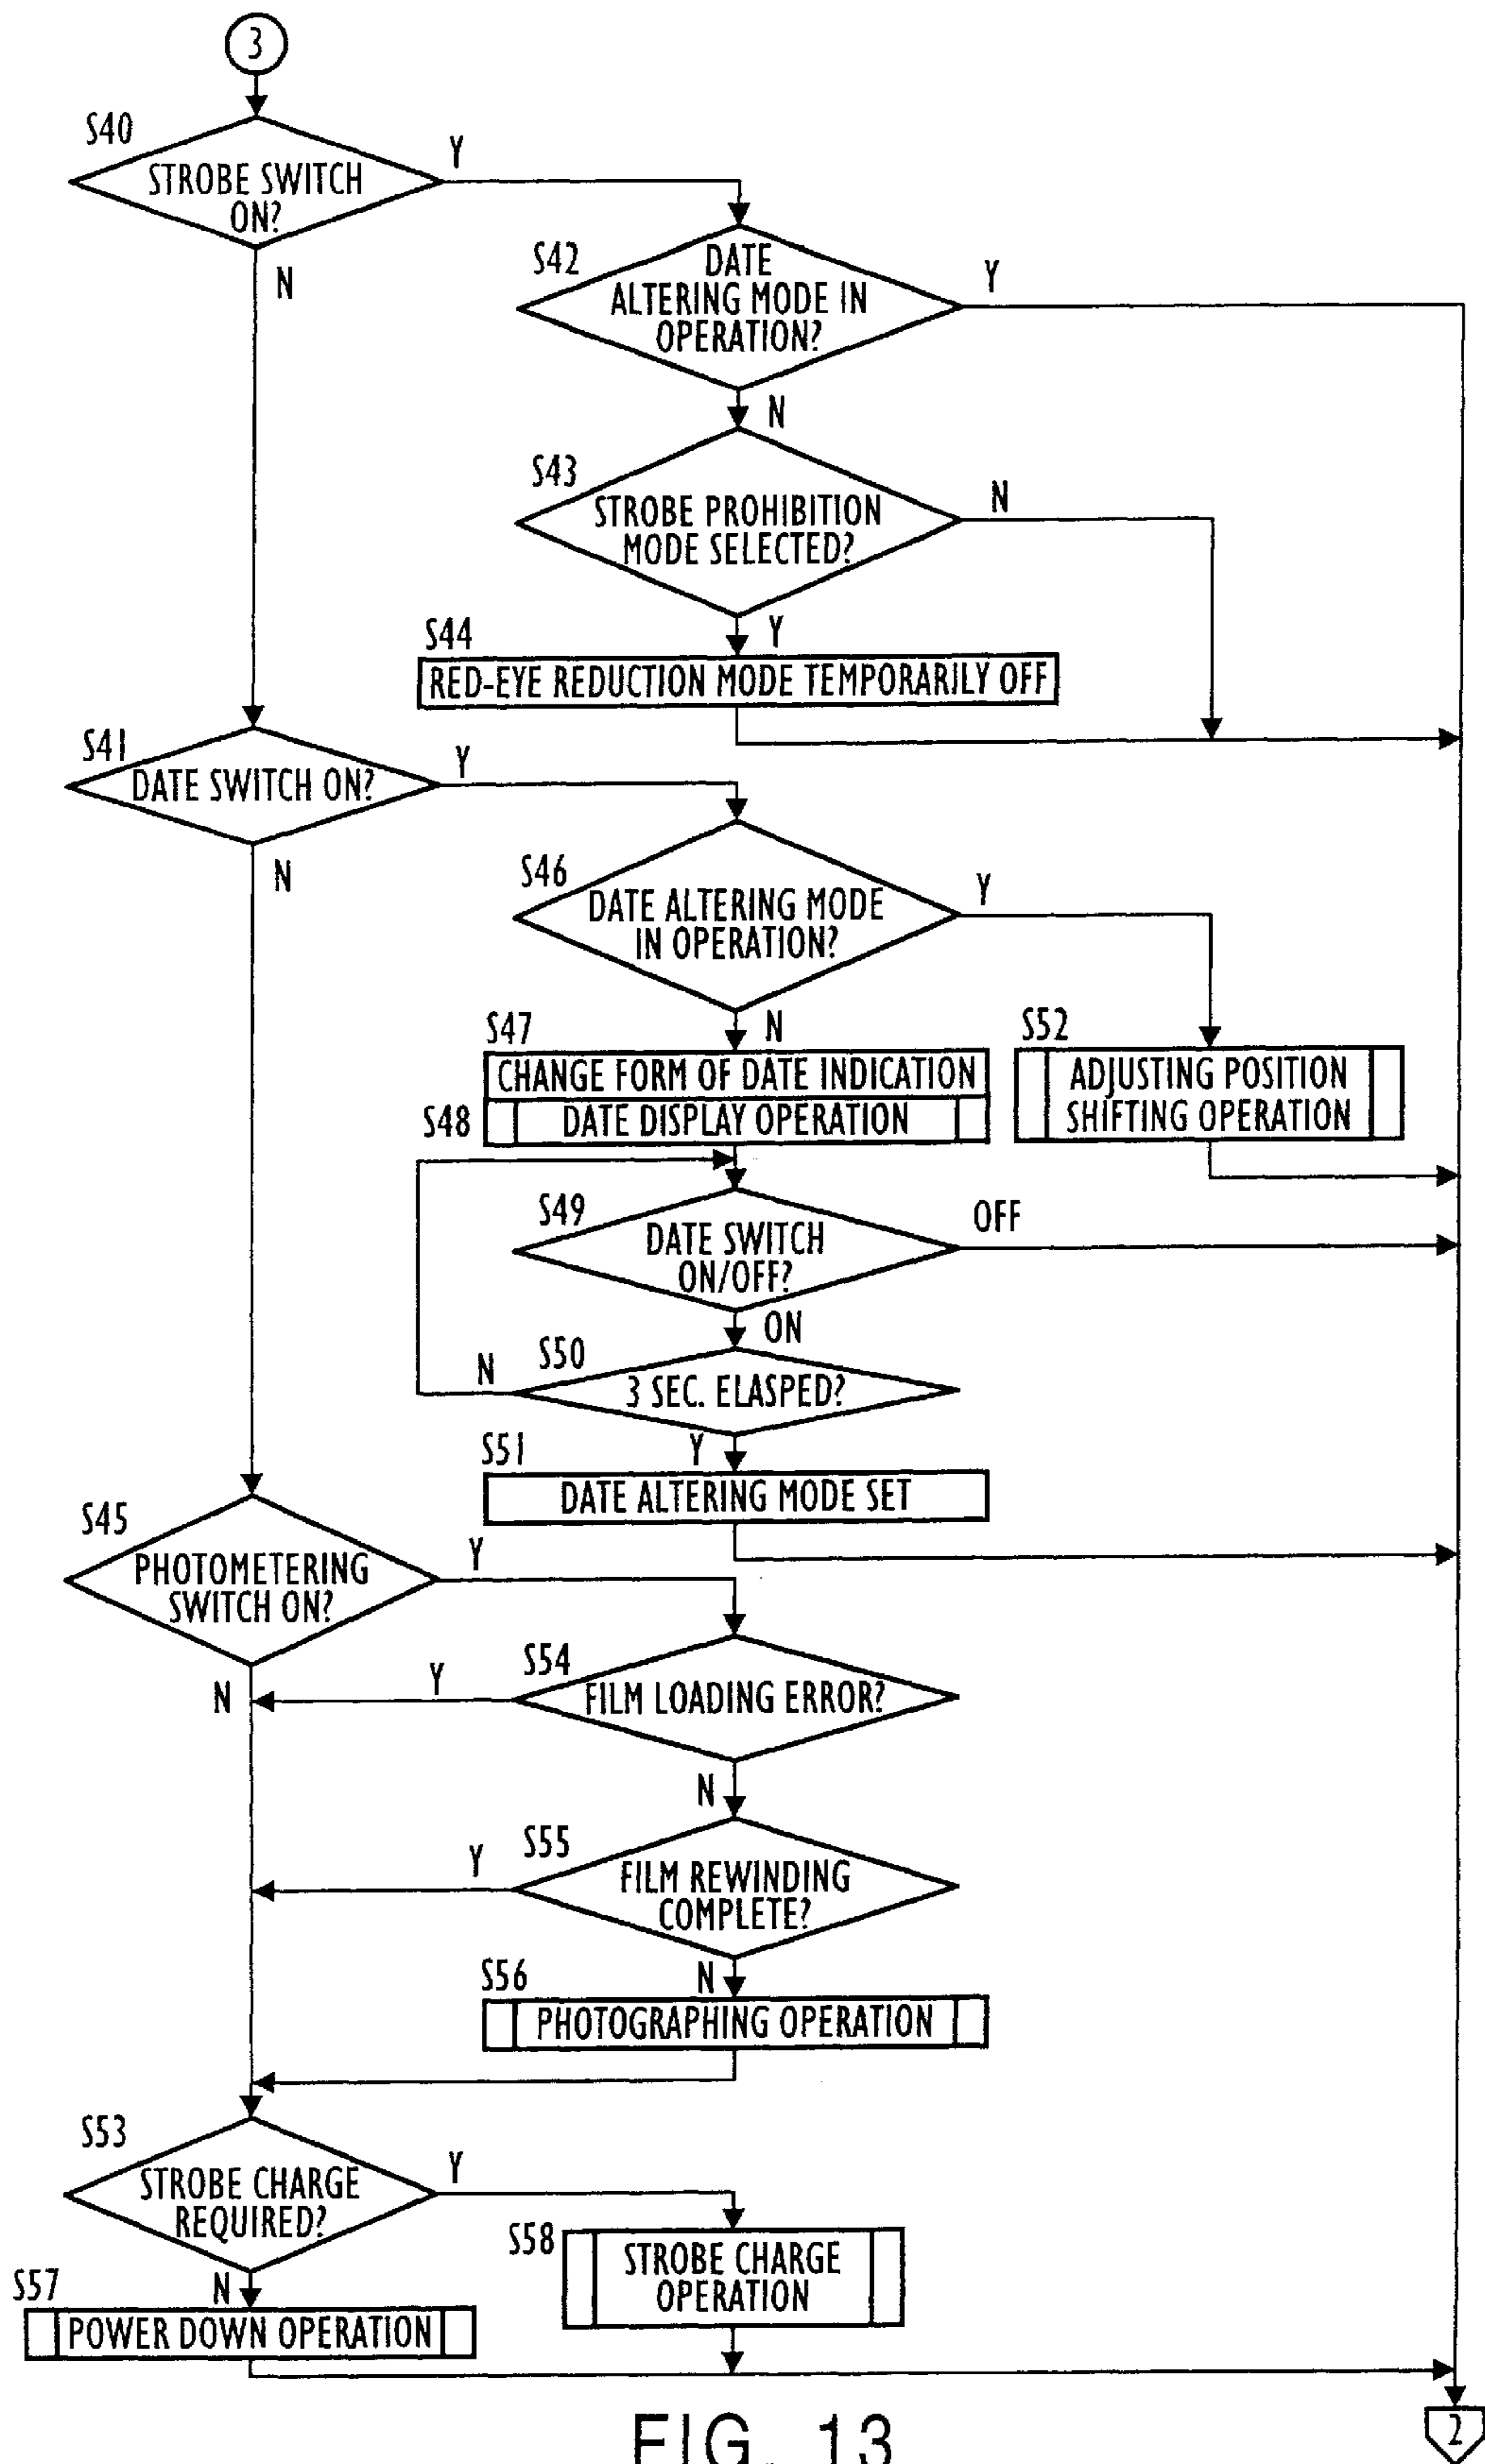 3
S40
STROBE SWITCH
ON?
Y
N
S42
DATE
ALTERING MODE IN
OPERATION?
Y
N
S43
STROBE PROHIBITION
MODE SELECTED?
N
Y
S44
RED-EYE REDUCTION MODE TEMPORARILY OFF
S41
DATE SWITCH ON?
Y
N
S46
DATE ALTERING MODE
IN OPERATION?
Y
N
S47
CHANGE FORM OF DATE INDICATION
S48
DATE DISPLAY OPERATION
S52
ADJUSTING POSITION
SHIFTING OPERATION
S49
DATE SWITCH
ON/OFF?
OFF
ON
S50
3 SEC. ELASPED?
N
Y
S51
DATE ALTERING MODE SET
S45
PHOTOMETERING
SWITCH ON?
Y
N
S54
FILM LOADING ERROR?
Y
N
S55
FILM REWINDING
COMPLETE?
Y
N
S56
PHOTOGRAPHING OPERATION
S53
STROBE CHARGE
REQUIRED?
Y
N
S58
STROBE CHARGE
OPERATION
S57
POWER DOWN OPERATION
2
FIG. 13